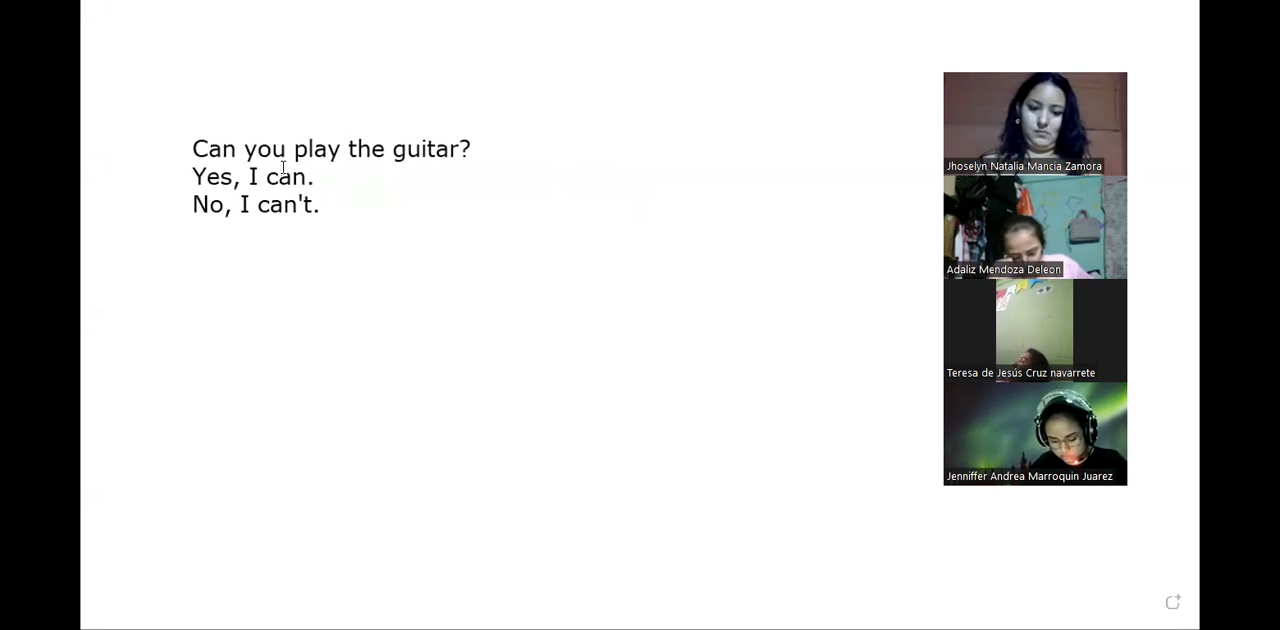 Can you play the guitar?
Yes, I can.
No, I can't.
Jhoselyn Natalia Mancia Zamora
Adaliz Mendoza Deleon
Teresa de Jesús Cruz navarrete
Jenniffer Andrea Marroquin Juarez